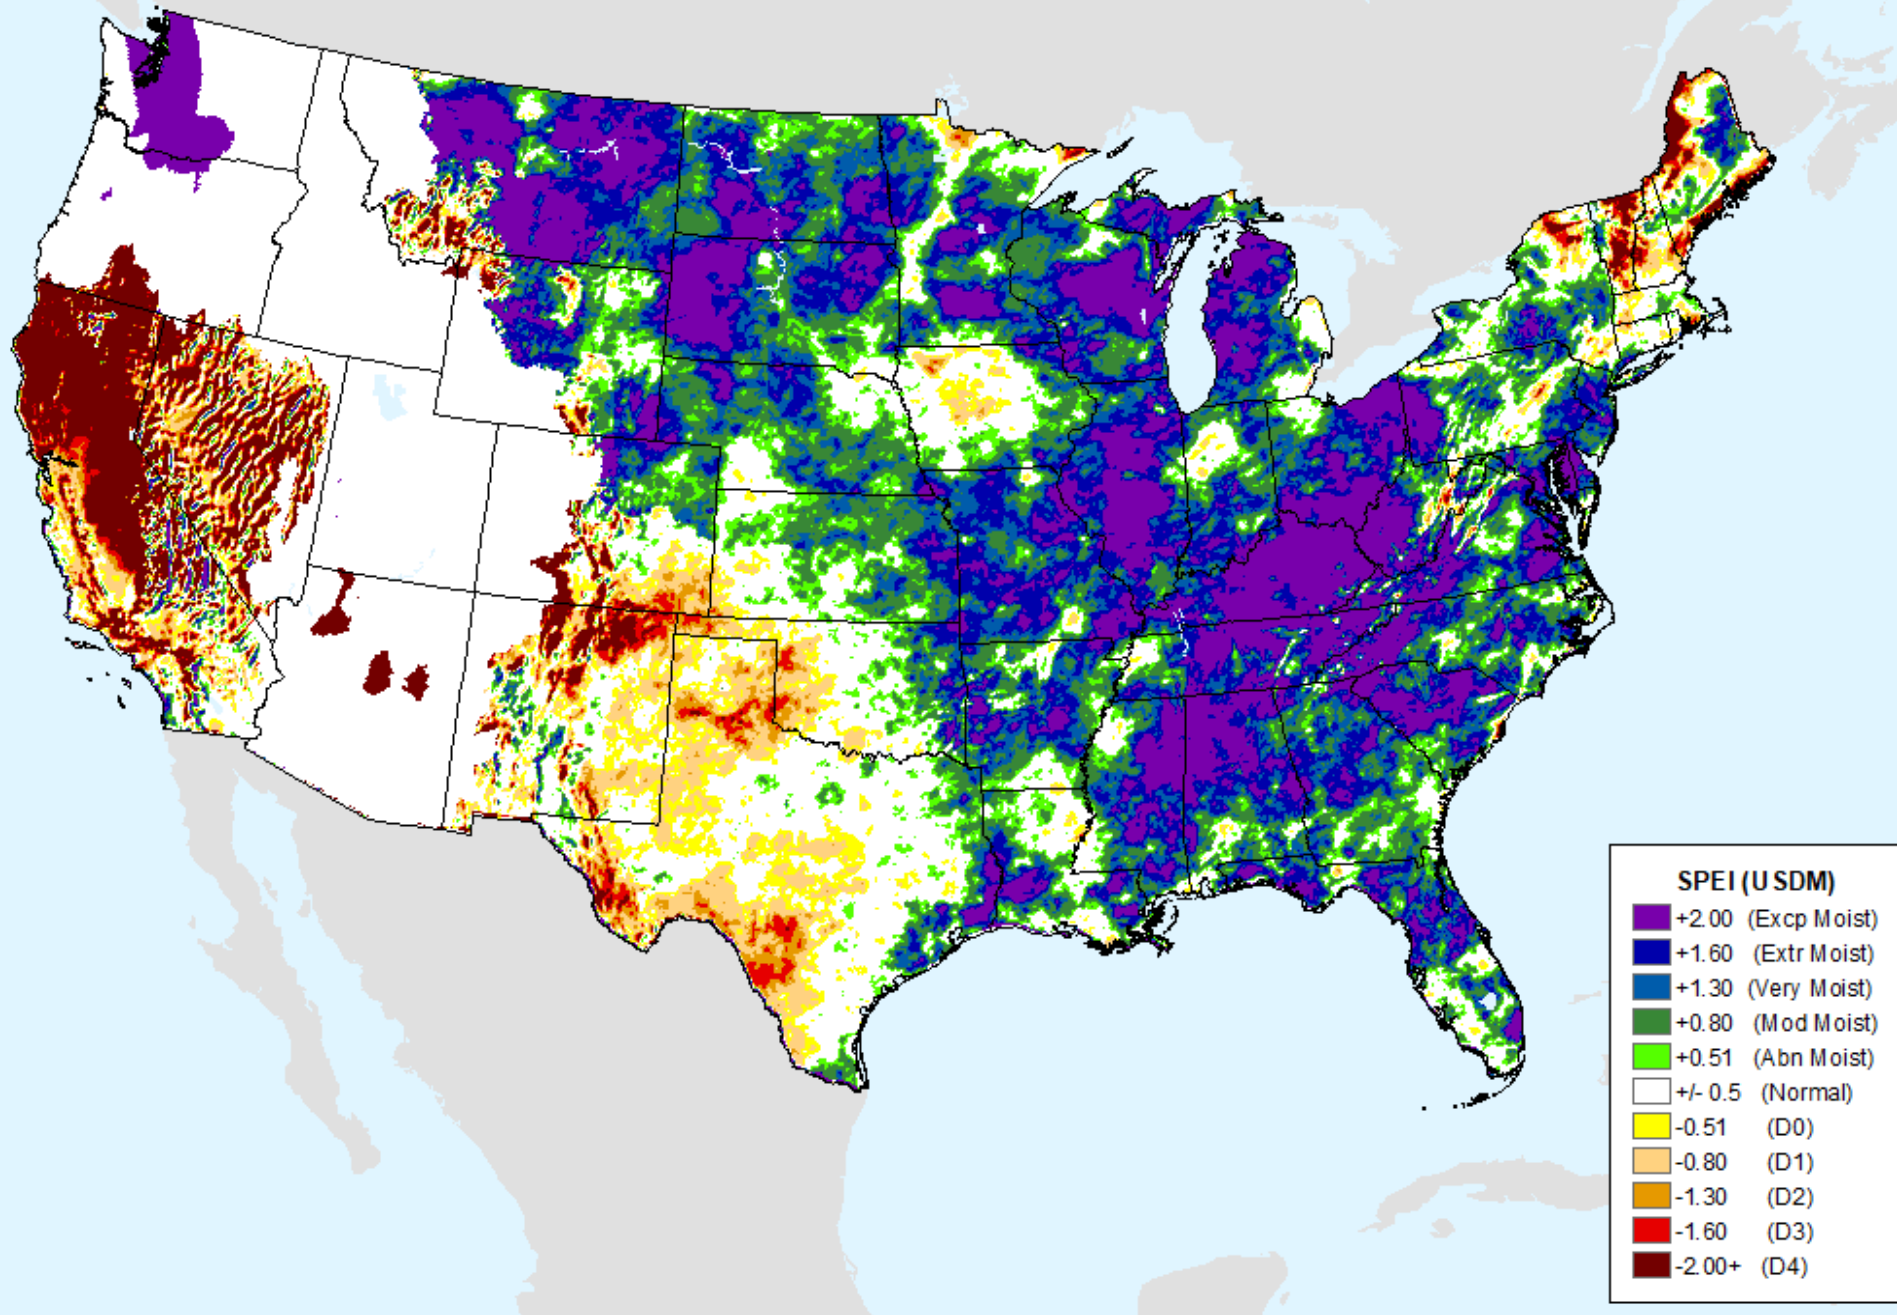 SPEI (USDM)
+2.00 (Excp Moist)
+1.60 (Extr Moist)
+1.30 (Very Moist)
+0.80 (Mod Moist)
+0.51 (Abn Moist)
+/- 0.5 (Normal)
-0.51 (D0)
-0.80 (D1)
-1.30 (D2)
-1.60 (D3)
-2.00+ (D4)